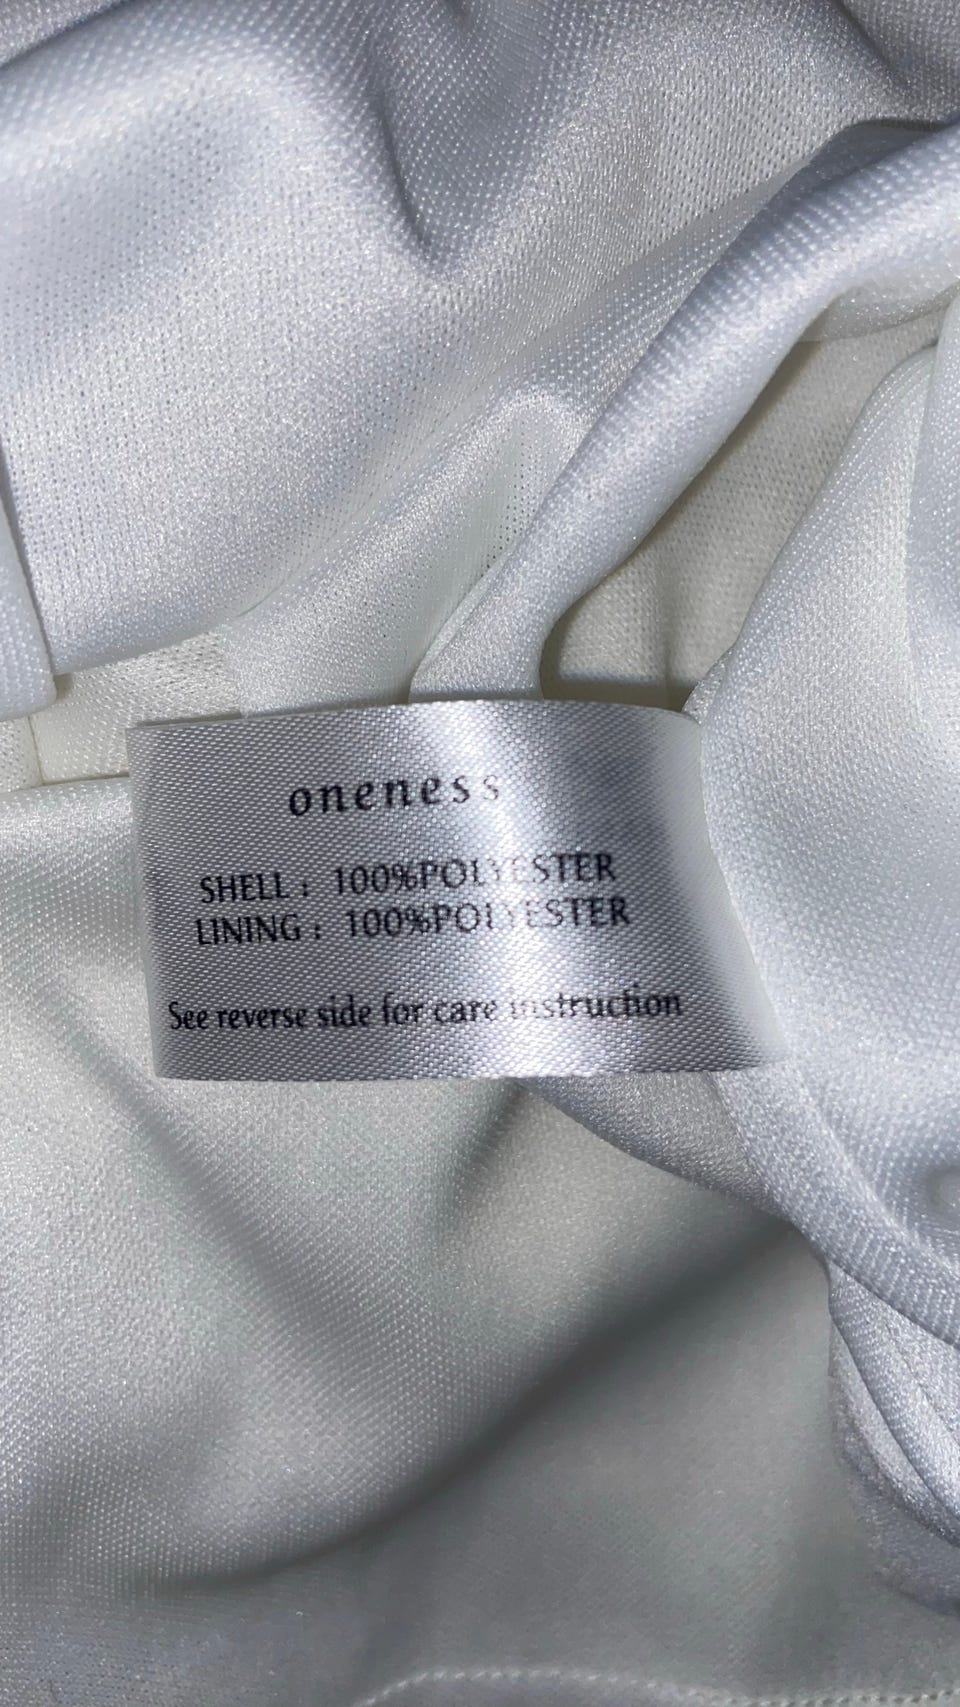 oneness
SHELL : 100%POLYESTER
LINING : 100%POLYESTER
See reverse side for care instruction